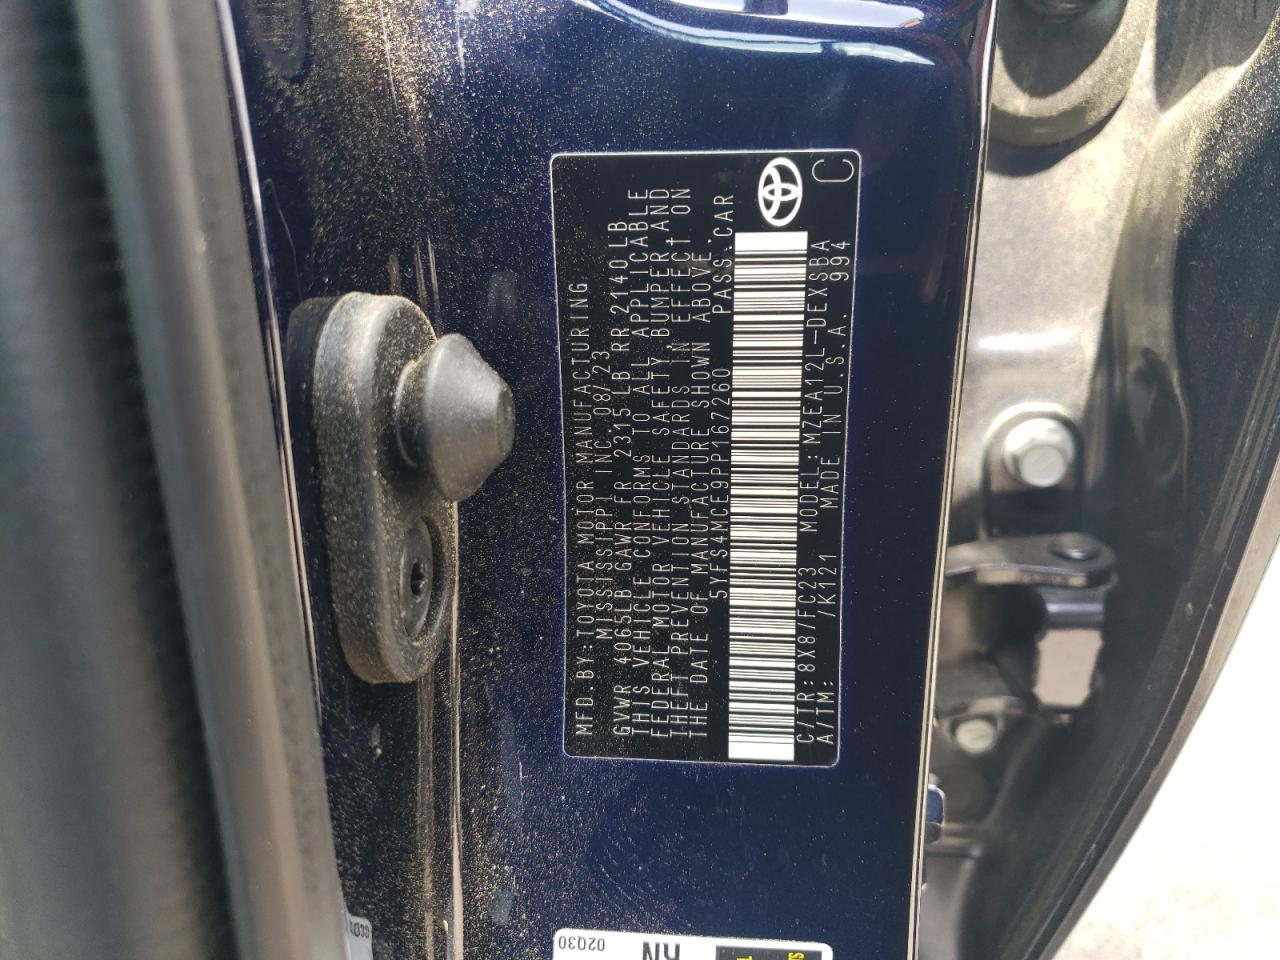 MFD.BY:TOYOTA MOTOR MANUFACTURING
MISSISSIPPI INC. 08/23
GVWR 4065LB GAWR FR 2315 LB RR 2140 LB
THIS VEHICLE CONFORMS TO ALL APPLICABLE
FEDERAL MOTOR VEHICLE SAFETY, BUMPER AND
THEFT PREVENTION STANDARDS IN EFFECT ON
THE DATE OF MANUFACTURE SHOWN ABOVE.
5YFS4MCE9PP167260 PASS.CAR
C/TR:8X8/FC23 MODEL:MZEA12L-DEXSBA
A/TM: /K121 MADE IN U.S.A. 994
C
02Q30